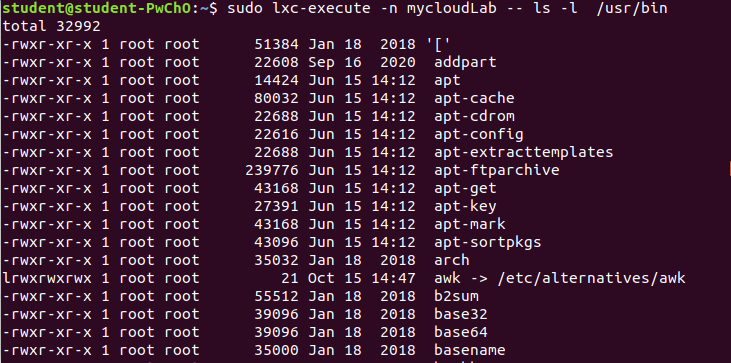 student@student-PwChO:~$ sudo lxc-execute -n mycloudLab -- ls -l  /usr/bin
total 32992
-rwxr-xr-x 1 root root       51384 Jan 18  2018 '['
-rwxr-xr-x 1 root root       22608 Sep 16  2020  addpart
-rwxr-xr-x 1 root root       14424 Jun 15 14:12  apt
-rwxr-xr-x 1 root root       80032 Jun 15 14:12  apt-cache
-rwxr-xr-x 1 root root       22688 Jun 15 14:12  apt-cdrom
-rwxr-xr-x 1 root root       22616 Jun 15 14:12  apt-config
-rwxr-xr-x 1 root root       22688 Jun 15 14:12  apt-extracttemplates
-rwxr-xr-x 1 root root      239776 Jun 15 14:12  apt-ftparchive
-rwxr-xr-x 1 root root       43168 Jun 15 14:12  apt-get
-rwxr-xr-x 1 root root       27391 Jun 15 14:12  apt-key
-rwxr-xr-x 1 root root       43168 Jun 15 14:12  apt-mark
-rwxr-xr-x 1 root root       43096 Jun 15 14:12  apt-sortpkgs
-rwxr-xr-x 1 root root       35032 Jan 18  2018  arch
lrwxrwxrwx 1 root root          21 Oct 15 14:47  awk -> /etc/alternatives/awk
-rwxr-xr-x 1 root root       55512 Jan 18  2018  b2sum
-rwxr-xr-x 1 root root       39096 Jan 18  2018  base32
-rwxr-xr-x 1 root root       39096 Jan 18  2018  base64
-rwxr-xr-x 1 root root       35000 Jan 18  2018  basename